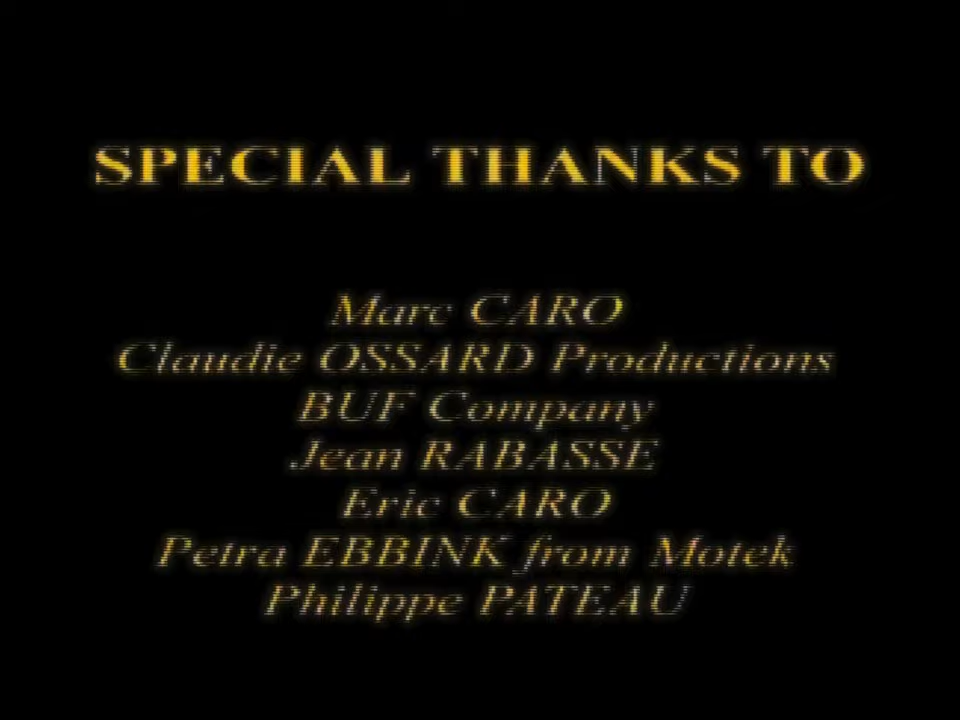 SPECIAL THANKS TO
Marc CARO
Claudie OSSARD Productions
BUF Company
Jean RABASSE
Eric CARO
Petra EBBINK from Motek
Philippe PATEAU